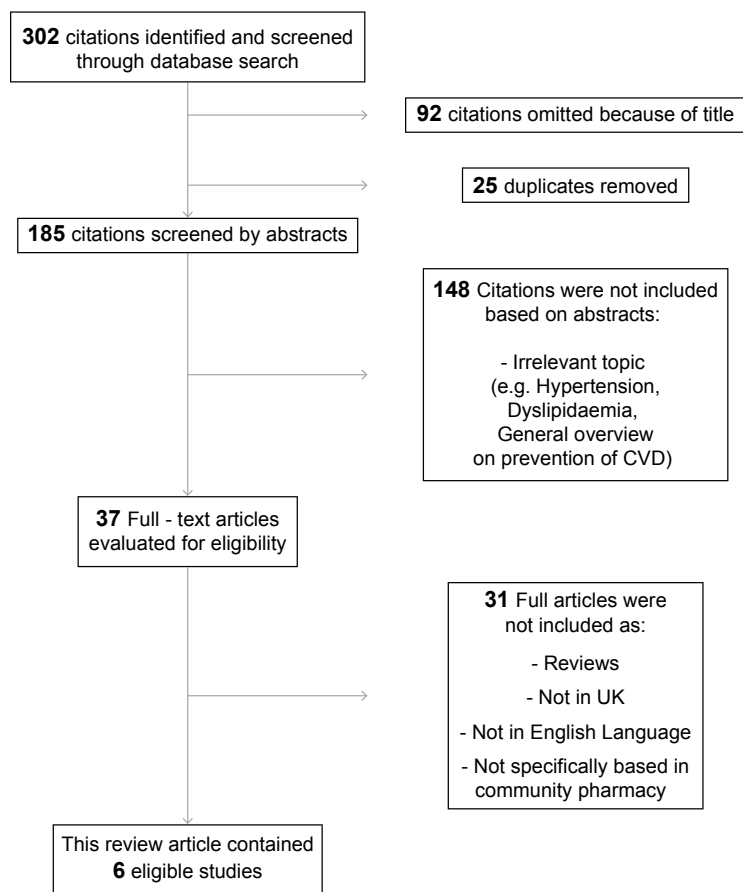 302 citations identified and screened
through database search
92 citations omitted because of title
25 duplicates removed
185 citations screened by abstracts
148 Citations were not included
based on abstracts:
- Irrelevant topic
(e.g. Hypertension,
Dyslipidaemia,
General overview
on prevention of CVD)
37 Full - text articles
evaluated for eligibility
31 Full articles were
not included as:
- Reviews
- Not in UK
- Not in English Language
- Not specifically based in
community pharmacy
This review article contained
6 eligible studies